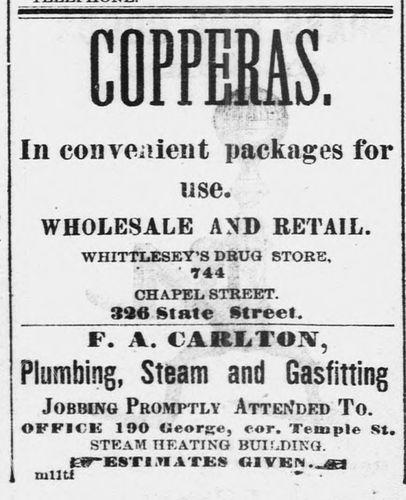 TELEPHONE.
COPPERAS.
In convenient packages for
use.
WHOLESALE AND RETAIL.
WHITTLESEY'S DRUG STORE,
744
CHAPEL STREET.
326 State Street.
F. A. CARLTON,
Plumbing, Steam and Gasfitting
JOBBING PROMPTLY ATTENDED TO.
OFFICE 190 George, cor. Temple St.
STEAM HEATING BUILDING.
☞ESTIMATES GIVEN.☜
m11tf